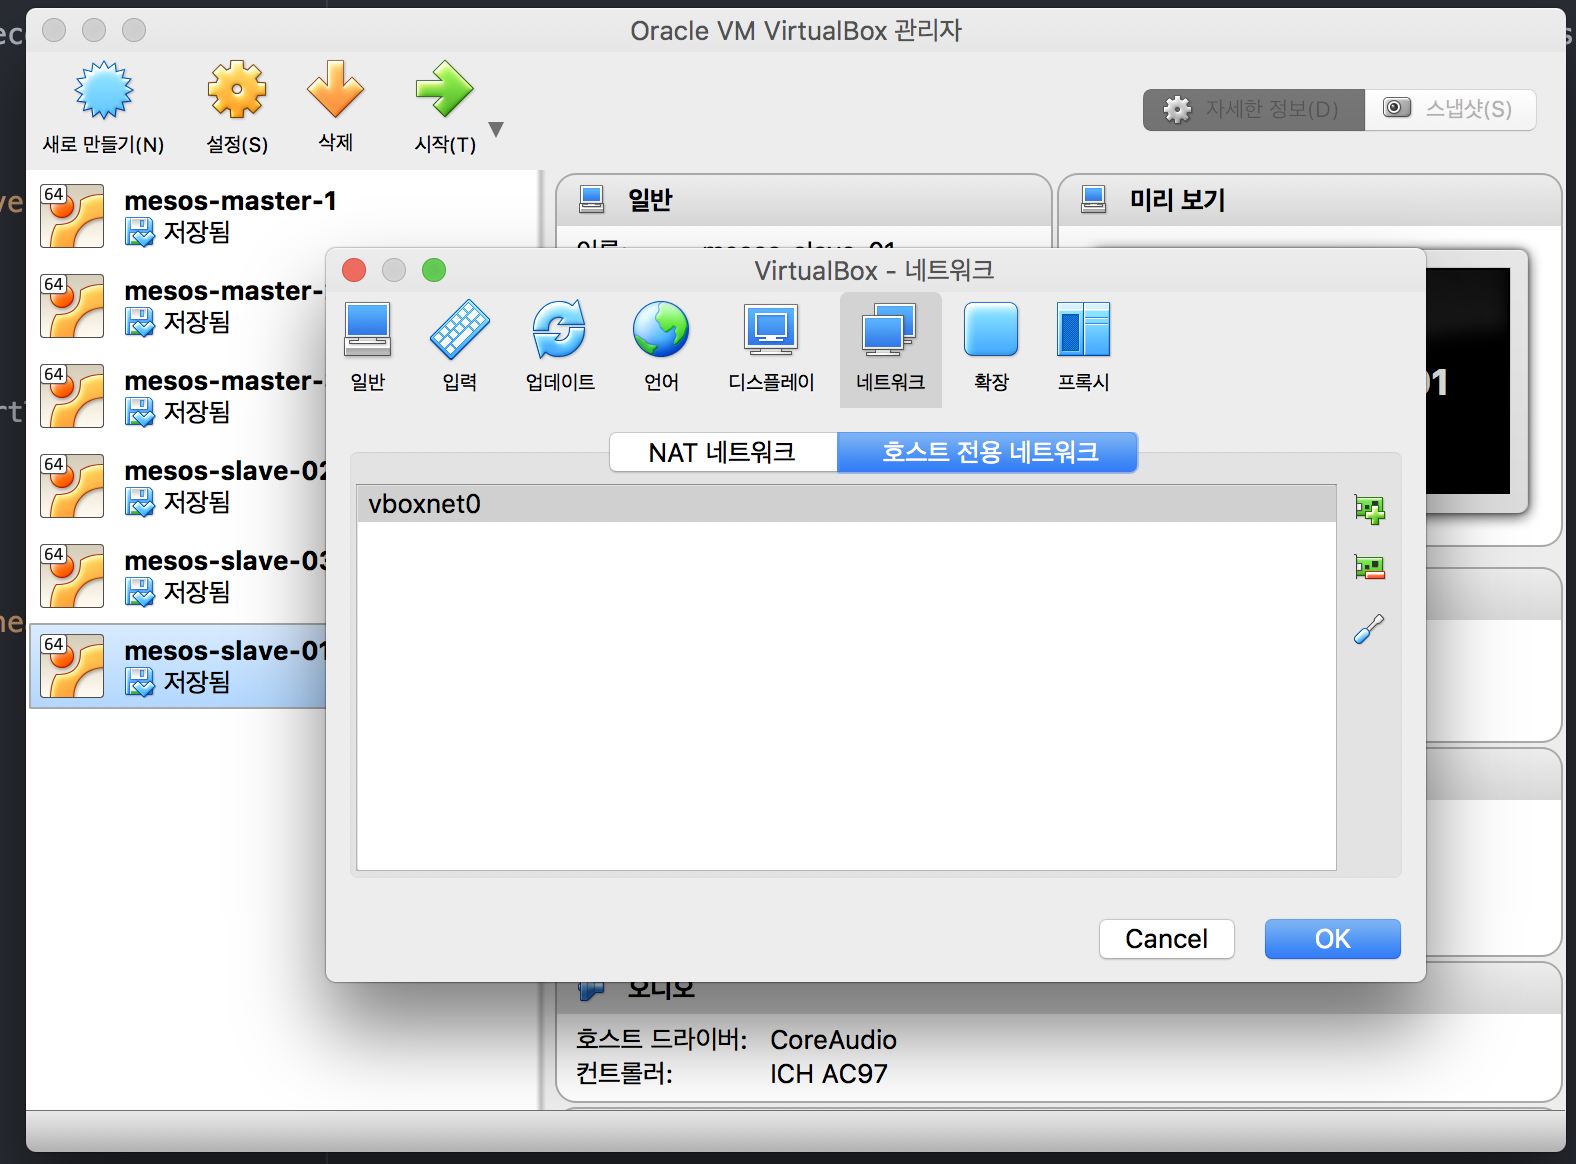 Oracle VM VirtualBox 관리자
새로 만들기(N)
설정(S)
삭제
시작(T)
자세한 정보(D)
스냅샷(S)
64
mesos-master-1
저장됨
64
mesos-master-
저장됨
64
mesos-master-
저장됨
64
mesos-slave-02
저장됨
64
mesos-slave-03
저장됨
64
mesos-slave-01
저장됨
일반
이름: mesos-slave-01
미리 보기
01
VirtualBox - 네트워크
일반
입력
업데이트
언어
디스플레이
네트워크
확장
프록시
NAT 네트워크
호스트 전용 네트워크
vboxnet0
Cancel
OK
오디오
호스트 드라이버: CoreAudio
컨트롤러: ICH AC97